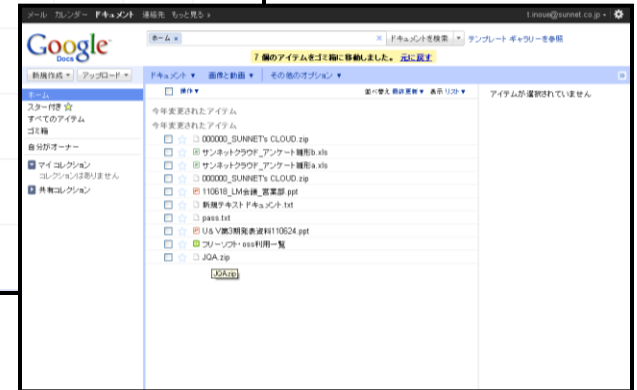 メール カレンダー ドキュメント 連絡先 もっと見る »
t.inoue@sunnet.co.jp
Google Docs
ホーム ×
ドキュメントを検索
テンプレート ギャラリーを参照
7 個のアイテムをゴミ箱に移動しました。 元に戻す
新規作成 アップロード
ドキュメント 画像と動画 その他のオプション
操作
並べ替え 最終更新 表示 リスト
アイテムが選択されていません
ホーム
スター付き
すべてのアイテム
ゴミ箱
自分がオーナー
マイコレクション
コレクションはありません
共有コレクション
今年変更されたアイテム
今年変更されたアイテム
000000_SUNNET's CLOUD.zip
サンネットクラウド_アンケート雛形b.xls
サンネットクラウド_アンケート雛形a.xls
000000_SUNNET's CLOUD.zip
110618_LM会議_営業部.ppt
新規テキスト ドキュメント.txt
pass.txt
U&V第3期発表資料110624.ppt
フリーソフト・oss利用一覧
JQA.zip
JQA.zip